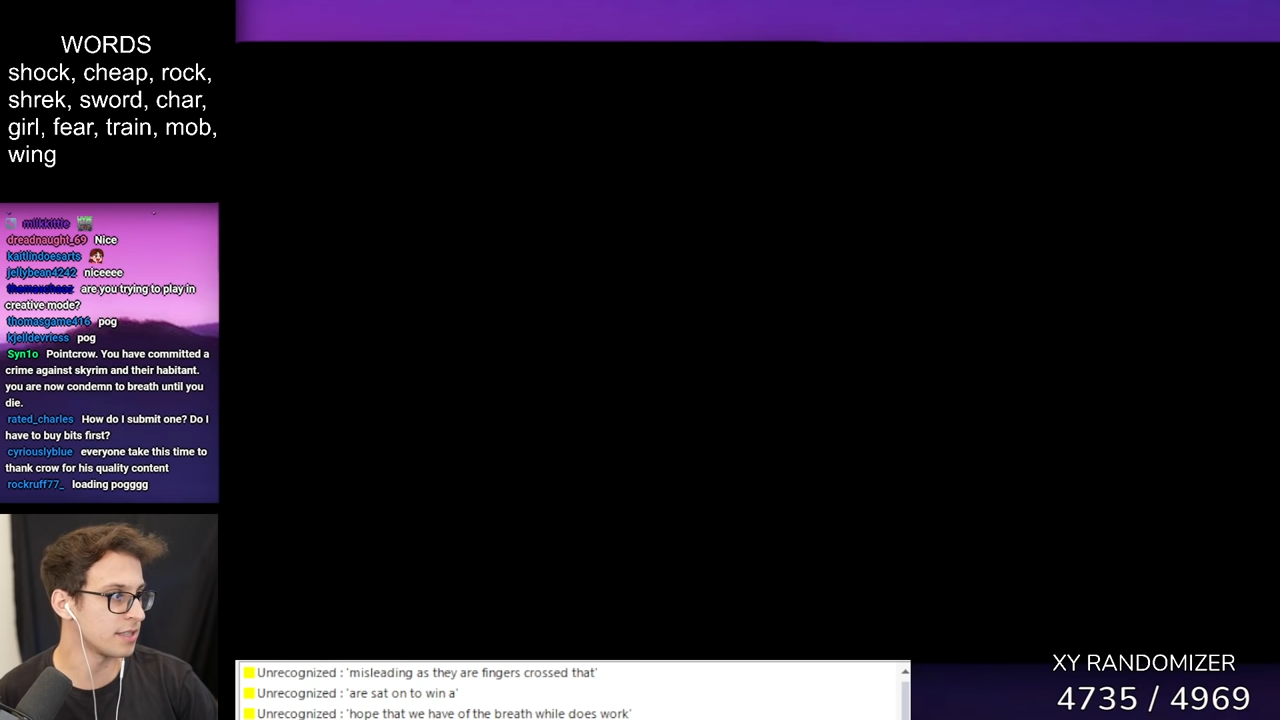 WORDS
shock, cheap, rock,
shrek, sword, char,
girl, fear, train, mob,
wing
milkkittie
dreadnaught_69 Nice
kaitlindoesarts
jellybean4242 niceeee
are you trying to play in
creative mode?
thomasgame416 pog
kjelldevriess pog
Syn1o Pointcrow. You have committed a
crime against skyrim and their habitant.
you are now condemn to breath until you
die.
rated_charles How do I submit one? Do I
have to buy bits first?
cyriouslyblue everyone take this time to
thank crow for his quality content
rockruff77_ loading pogggg
Unrecognized : 'misleading as they are fingers crossed that'
Unrecognized : 'are sat on to win a'
Unrecognized : 'hope that we have of the breath while does work'
XY RANDOMIZER
4735 / 4969